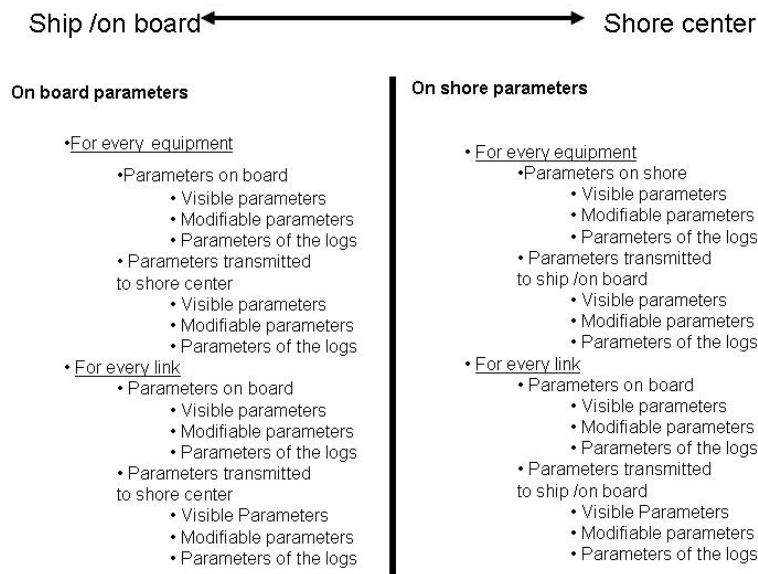 Ship /on board
Shore center
On board parameters
•For every equipment
•Parameters on board
• Visible parameters
• Modifiable parameters
• Parameters of the logs
• Parameters transmitted
to shore center
• Visible parameters
• Modifiable parameters
• Parameters of the logs
• For every link
• Parameters on board
• Visible parameters
• Modifiable parameters
• Parameters of the logs
• Parameters transmitted
to shore center
• Visible Parameters
• Modifiable parameters
• Parameters of the logs
On shore parameters
• For every equipment
•Parameters on shore
• Visible parameters
• Modifiable parameters
• Parameters of the logs
• Parameters transmitted
to ship /on board
• Visible parameters
• Modifiable parameters
• Parameters of the logs
• For every link
• Parameters on board
• Visible parameters
• Modifiable parameters
• Parameters of the logs
• Parameters transmitted
to ship /on board
• Visible Parameters
• Modifiable parameters
• Parameters of the logs